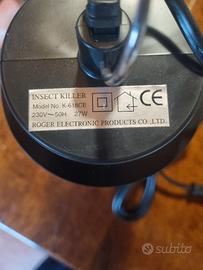 INSECT KILLER
Model No. K-618CE
230V～50H 27W
ROGER ELECTRONIC PRODUCTS CO.,LTD.
CE
subito